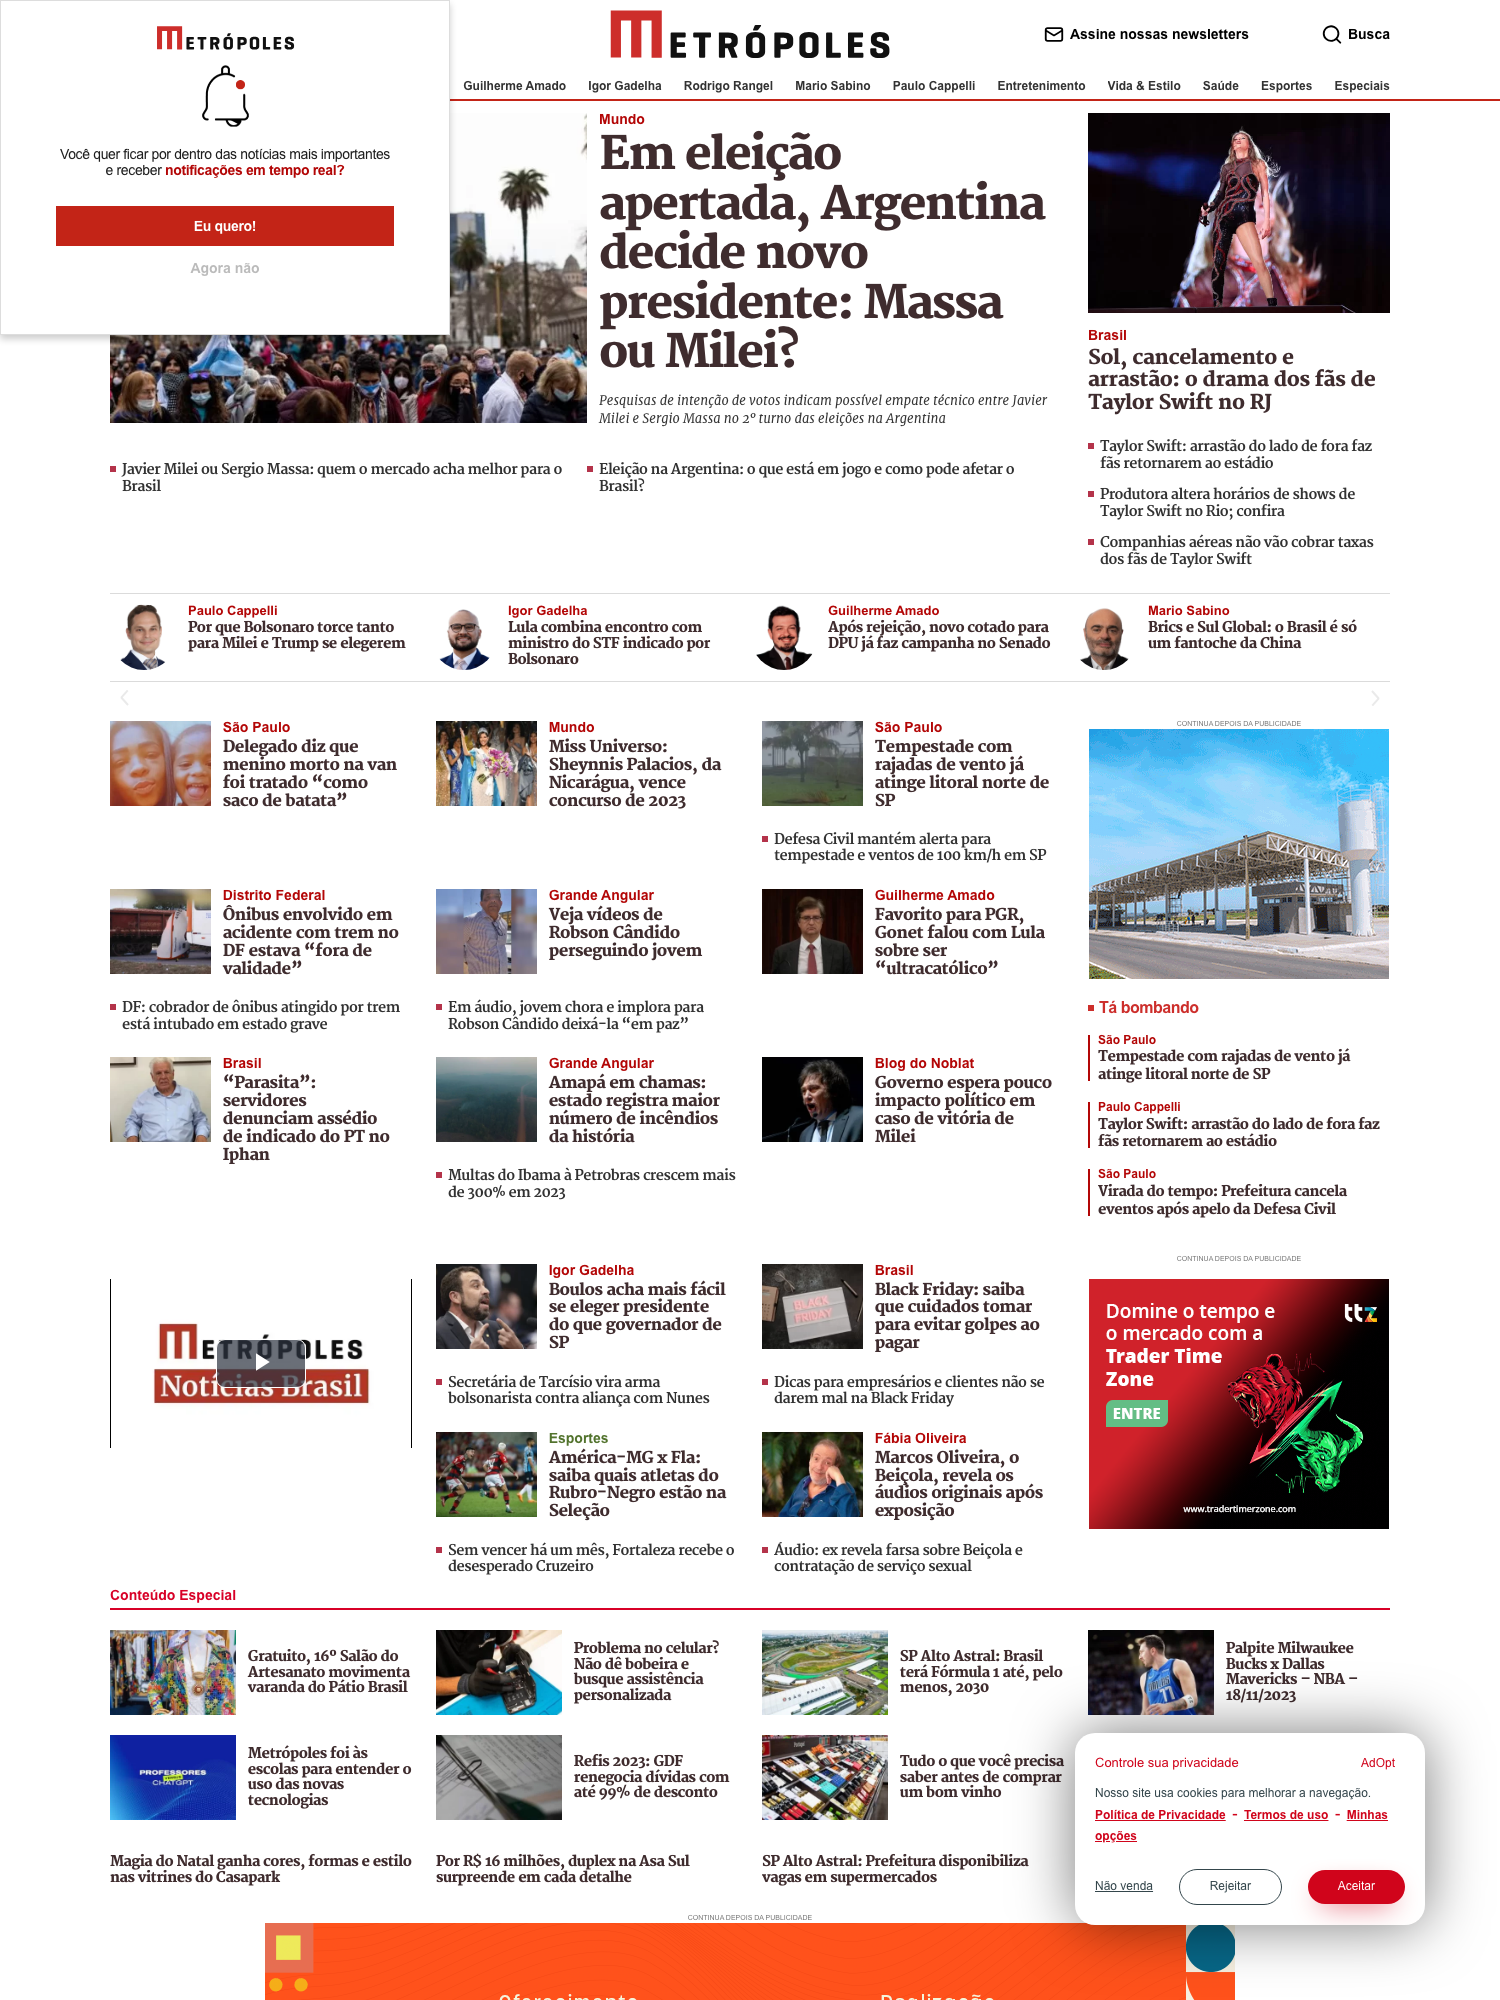 METRÓPOLES
Você quer ficar por dentro das notícias mais importantes
e receber notificações em tempo real?
Eu quero!
Agora não
METRÓPOLES
Assine nossas newsletters
Busca
Guilherme Amado
Igor Gadelha
Rodrigo Rangel
Mario Sabino
Paulo Cappelli
Entretenimento
Vida & Estilo
Saúde
Esportes
Especiais
Mundo
Em eleição
apertada, Argentina
decide novo
presidente: Massa
ou Milei?
Pesquisas de intenção de votos indicam possível empate técnico entre Javier
Milei e Sergio Massa no 2º turno das eleições na Argentina
Javier Milei ou Sergio Massa: quem o mercado acha melhor para o
Brasil
Eleição na Argentina: o que está em jogo e como pode afetar o
Brasil?
Brasil
Sol, cancelamento e
arrastão: o drama dos fãs de
Taylor Swift no RJ
Taylor Swift: arrastão do lado de fora faz
fãs retornarem ao estádio
Produtora altera horários de shows de
Taylor Swift no Rio; confira
Companhias aéreas não vão cobrar taxas
dos fãs de Taylor Swift
Paulo Cappelli
Por que Bolsonaro torce tanto
para Milei e Trump se elegerem
Igor Gadelha
Lula combina encontro com
ministro do STF indicado por
Bolsonaro
Guilherme Amado
Após rejeição, novo cotado para
DPU já faz campanha no Senado
Mario Sabino
Brics e Sul Global: o Brasil é só
um fantoche da China
São Paulo
Delegado diz que
menino morto na van
foi tratado “como
saco de batata”
Mundo
Miss Universo:
Sheynnis Palacios, da
Nicarágua, vence
concurso de 2023
São Paulo
Tempestade com
rajadas de vento já
atinge litoral norte de
SP
Defesa Civil mantém alerta para
tempestade e ventos de 100 km/h em SP
CONTINUA DEPOIS DA PUBLICIDADE
Distrito Federal
Ônibus envolvido em
acidente com trem no
DF estava “fora de
validade”
DF: cobrador de ônibus atingido por trem
está intubado em estado grave
Grande Angular
Veja vídeos de
Robson Cândido
perseguindo jovem
Em áudio, jovem chora e implora para
Robson Cândido deixá-la “em paz”
Guilherme Amado
Favorito para PGR,
Gonet falou com Lula
sobre ser
“ultracatólico”
Tá bombando
São Paulo
Tempestade com rajadas de vento já
atinge litoral norte de SP
Paulo Cappelli
Taylor Swift: arrastão do lado de fora faz
fãs retornarem ao estádio
São Paulo
Virada do tempo: Prefeitura cancela
eventos após apelo da Defesa Civil
Brasil
“Parasita”:
servidores
denunciam assédio
de indicado do PT no
Iphan
Grande Angular
Amapá em chamas:
estado registra maior
número de incêndios
da história
Multas do Ibama à Petrobras crescem mais
de 300% em 2023
Blog do Noblat
Governo espera pouco
impacto político em
caso de vitória de
Milei
METRÓPOLES
Notícias Brasil
Igor Gadelha
Boulos acha mais fácil
se eleger presidente
do que governador de
SP
Secretária de Tarcísio vira arma
bolsonarista contra aliança com Nunes
BLACK
FRIDAY
Brasil
Black Friday: saiba
que cuidados tomar
para evitar golpes ao
pagar
Dicas para empresários e clientes não se
darem mal na Black Friday
CONTINUA DEPOIS DA PUBLICIDADE
Domine o tempo e
o mercado com a
Trader Time
Zone
ttz
ENTRE
www.tradertimerzone.com
Esportes
América-MG x Fla:
saiba quais atletas do
Rubro-Negro estão na
Seleção
Sem vencer há um mês, Fortaleza recebe o
desesperado Cruzeiro
Fábia Oliveira
Marcos Oliveira, o
Beiçola, revela os
áudios originais após
exposição
Áudio: ex revela farsa sobre Beiçola e
contratação de serviço sexual
Conteúdo Especial
Gratuito, 16º Salão do
Artesanato movimenta
varanda do Pátio Brasil
Problema no celular?
Não dê bobeira e
busque assistência
personalizada
SP Alto Astral: Brasil
terá Fórmula 1 até, pelo
menos, 2030
77
Palpite Milwaukee
Bucks x Dallas
Mavericks – NBA –
18/11/2023
PROFESSORES
CHATGPT
Metrópoles foi às
escolas para entender o
uso das novas
tecnologias
Refis 2023: GDF
renegocia dívidas com
até 99% de desconto
Tudo o que você precisa
saber antes de comprar
um bom vinho
Magia do Natal ganha cores, formas e estilo
nas vitrines do Casapark
Por R$ 16 milhões, duplex na Asa Sul
surpreende em cada detalhe
SP Alto Astral: Prefeitura disponibiliza
vagas em supermercados
Controle sua privacidade
AdOpt
Nosso site usa cookies para melhorar a navegação.
Política de Privacidade - Termos de uso - Minhas
opções
Não venda
Rejeitar
Aceitar
CONTINUA DEPOIS DA PUBLICIDADE
Oferecimento
Realização